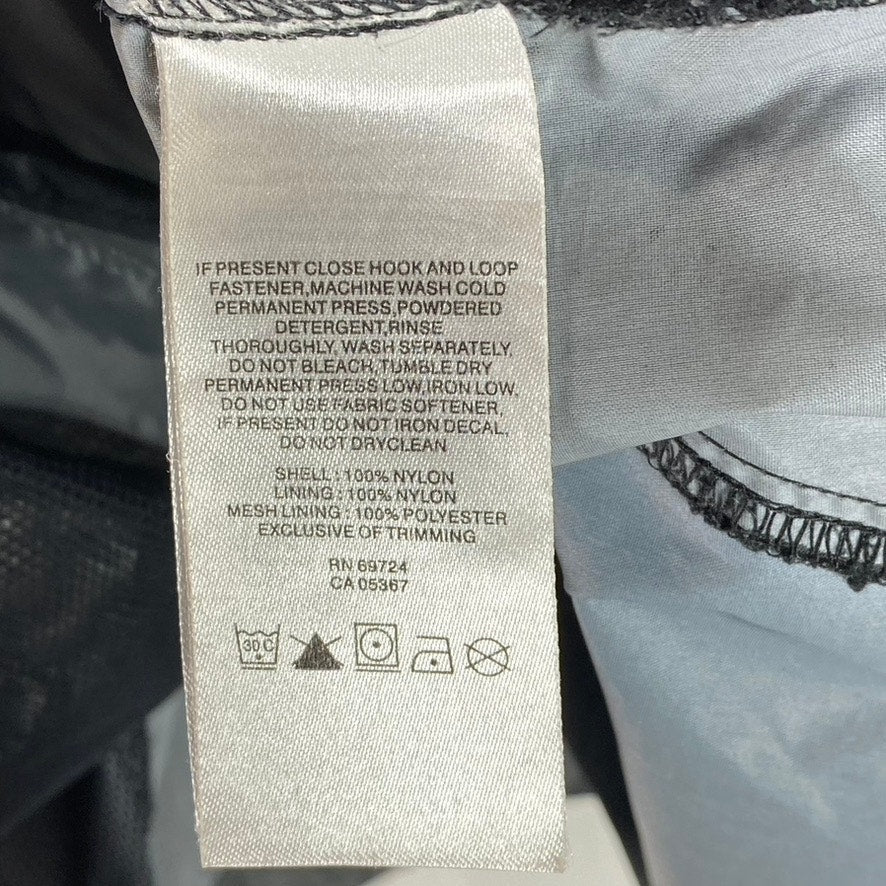 IF PRESENT CLOSE HOOK AND LOOP
FASTENER,MACHINE WASH COLD
PERMANENT PRESS,POWDERED
DETERGENT,RINSE
THOROUGHLY, WASH SEPARATELY,
DO NOT BLEACH,TUMBLE DRY
PERMANENT PRESS LOW,IRON LOW,
DO NOT USE FABRIC SOFTENER,
IF PRESENT DO NOT IRON DECAL,
DO NOT DRYCLEAN
SHELL : 100% NYLON
LINING : 100% NYLON
MESH LINING : 100% POLYESTER
EXCLUSIVE OF TRIMMING
RN 69724
CA 05367
30 C